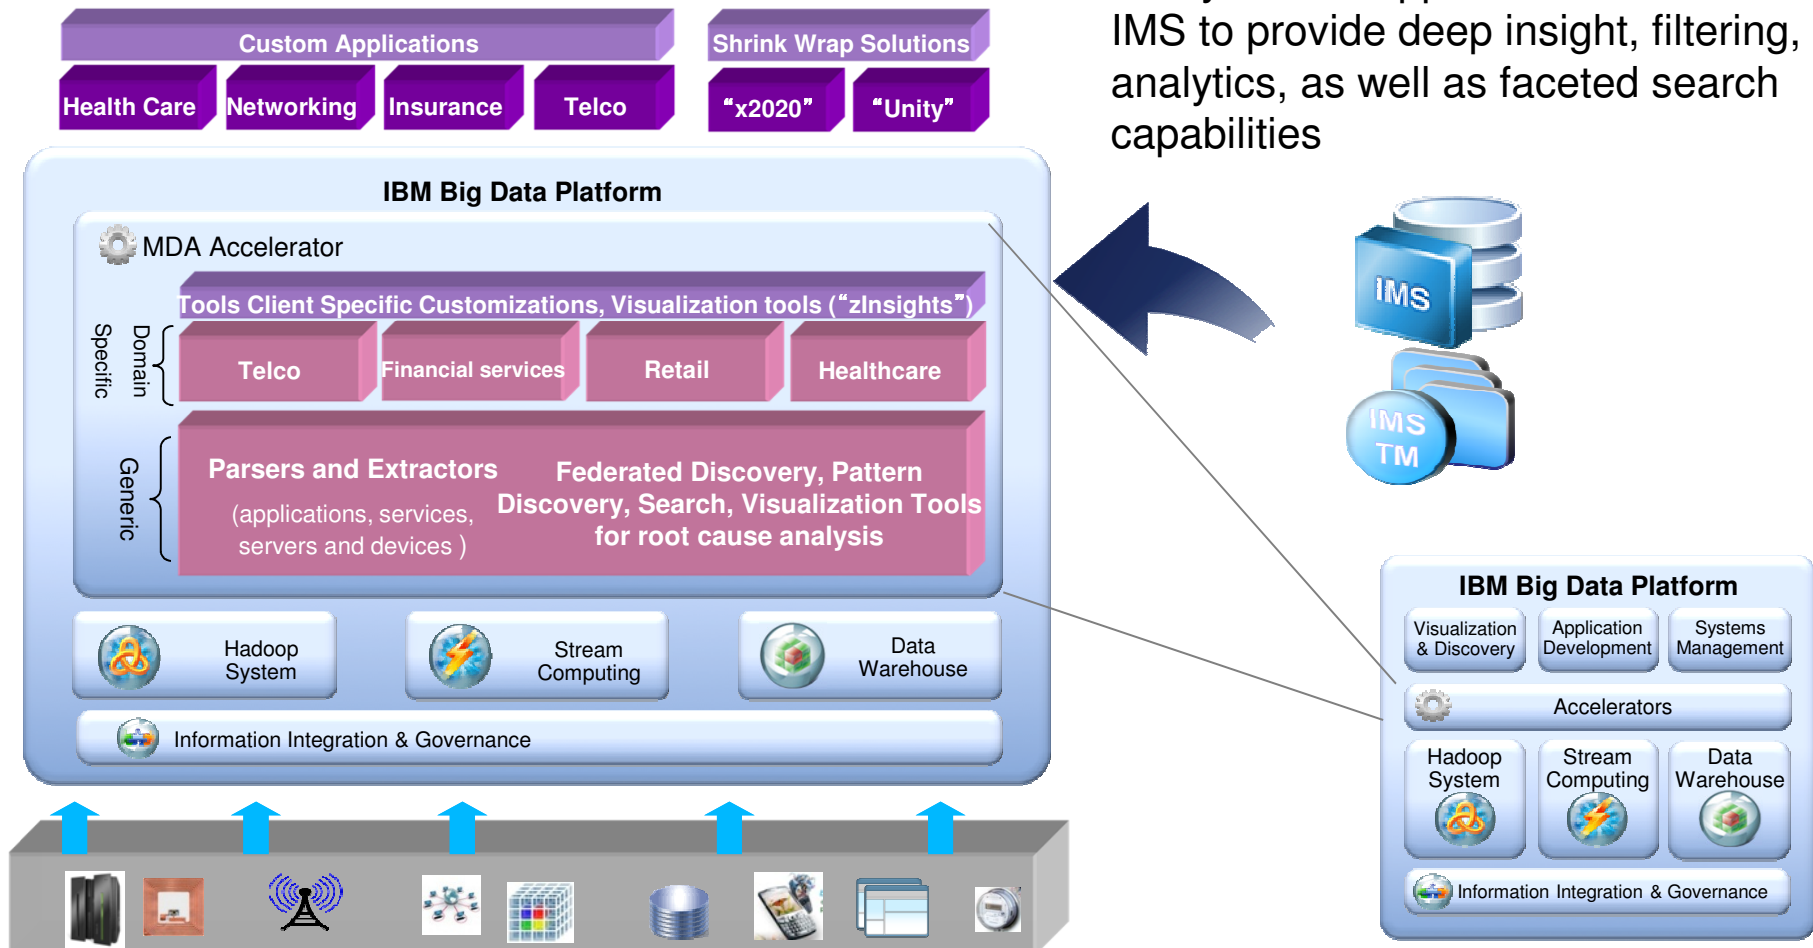 IMS to provide deep insight, filtering,
analytics, as well as faceted search
capabilities
Custom Applications
Shrink Wrap Solutions
Health Care
Networking
Insurance
Telco
“x2020”
“Unity”
IBM Big Data Platform
MDA Accelerator
Tools Client Specific Customizations, Visualization tools (“zInsights”)
Domain
Specific
Telco
Financial services
Retail
Healthcare
Generic
Parsers and Extractors
(applications, services,
servers and devices )
Federated Discovery, Pattern
Discovery, Search, Visualization Tools
for root cause analysis
Hadoop
System
Stream
Computing
Data
Warehouse
Information Integration & Governance
IMS
IMS
TM
IBM Big Data Platform
Visualization
& Discovery
Application
Development
Systems
Management
Accelerators
Hadoop
System
Stream
Computing
Data
Warehouse
Information Integration & Governance